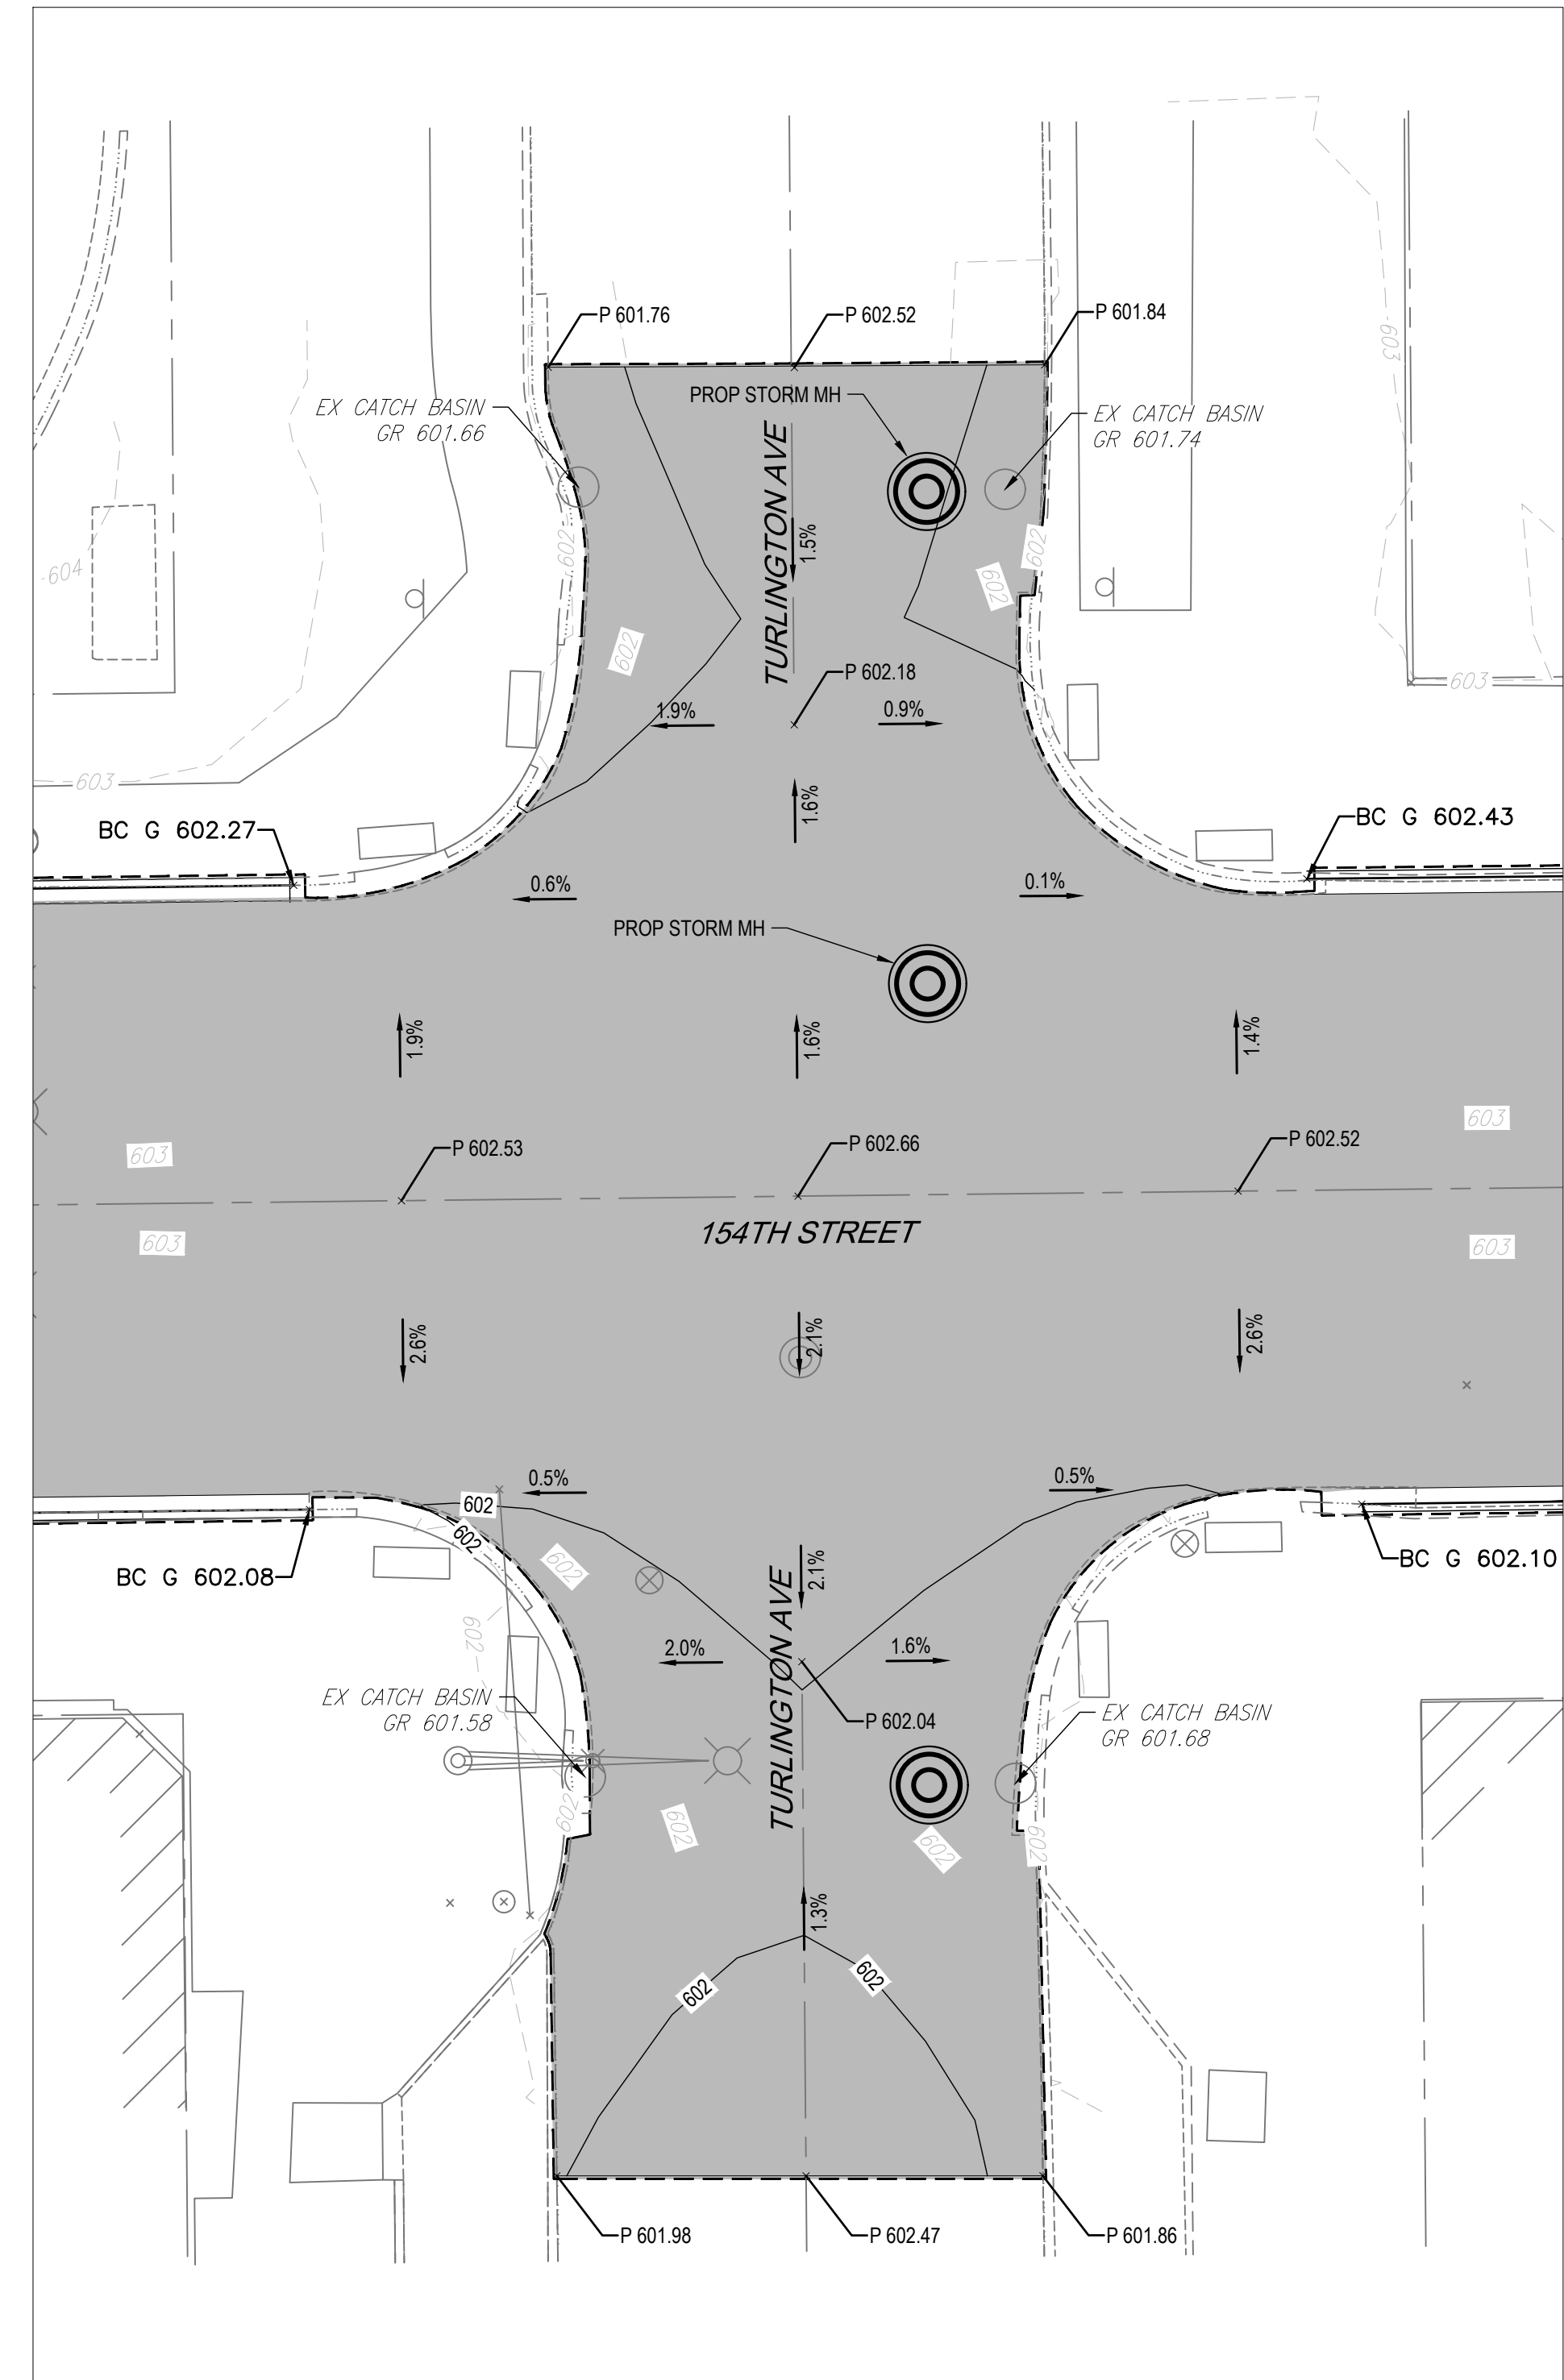 P 601.76
P 602.52
P 601.84
603
PROP STORM MH
EX CATCH BASIN
GR 601.66
EX CATCH BASIN
GR 601.74
TURLINGTON AVE
1.5%
602
602
602
604
602
P 602.18
603
1.9%
0.9%
603
1.6%
BC G 602.27
BC G 602.43
0.6%
0.1%
PROP STORM MH
1.9%
1.6%
1.4%
603
603
P 602.53
P 602.66
P 602.52
154TH STREET
603
603
2.6%
2.1%
2.6%
0.5%
0.5%
602
602
602
BC G 602.08
BC G 602.10
2.1%
TURLINGTON AVE
602
2.0%
1.6%
EX CATCH BASIN
GR 601.58
P 602.04
EX CATCH BASIN
GR 601.68
602
602
602
602
1.3%
602
602
P 601.98
P 602.47
P 601.86